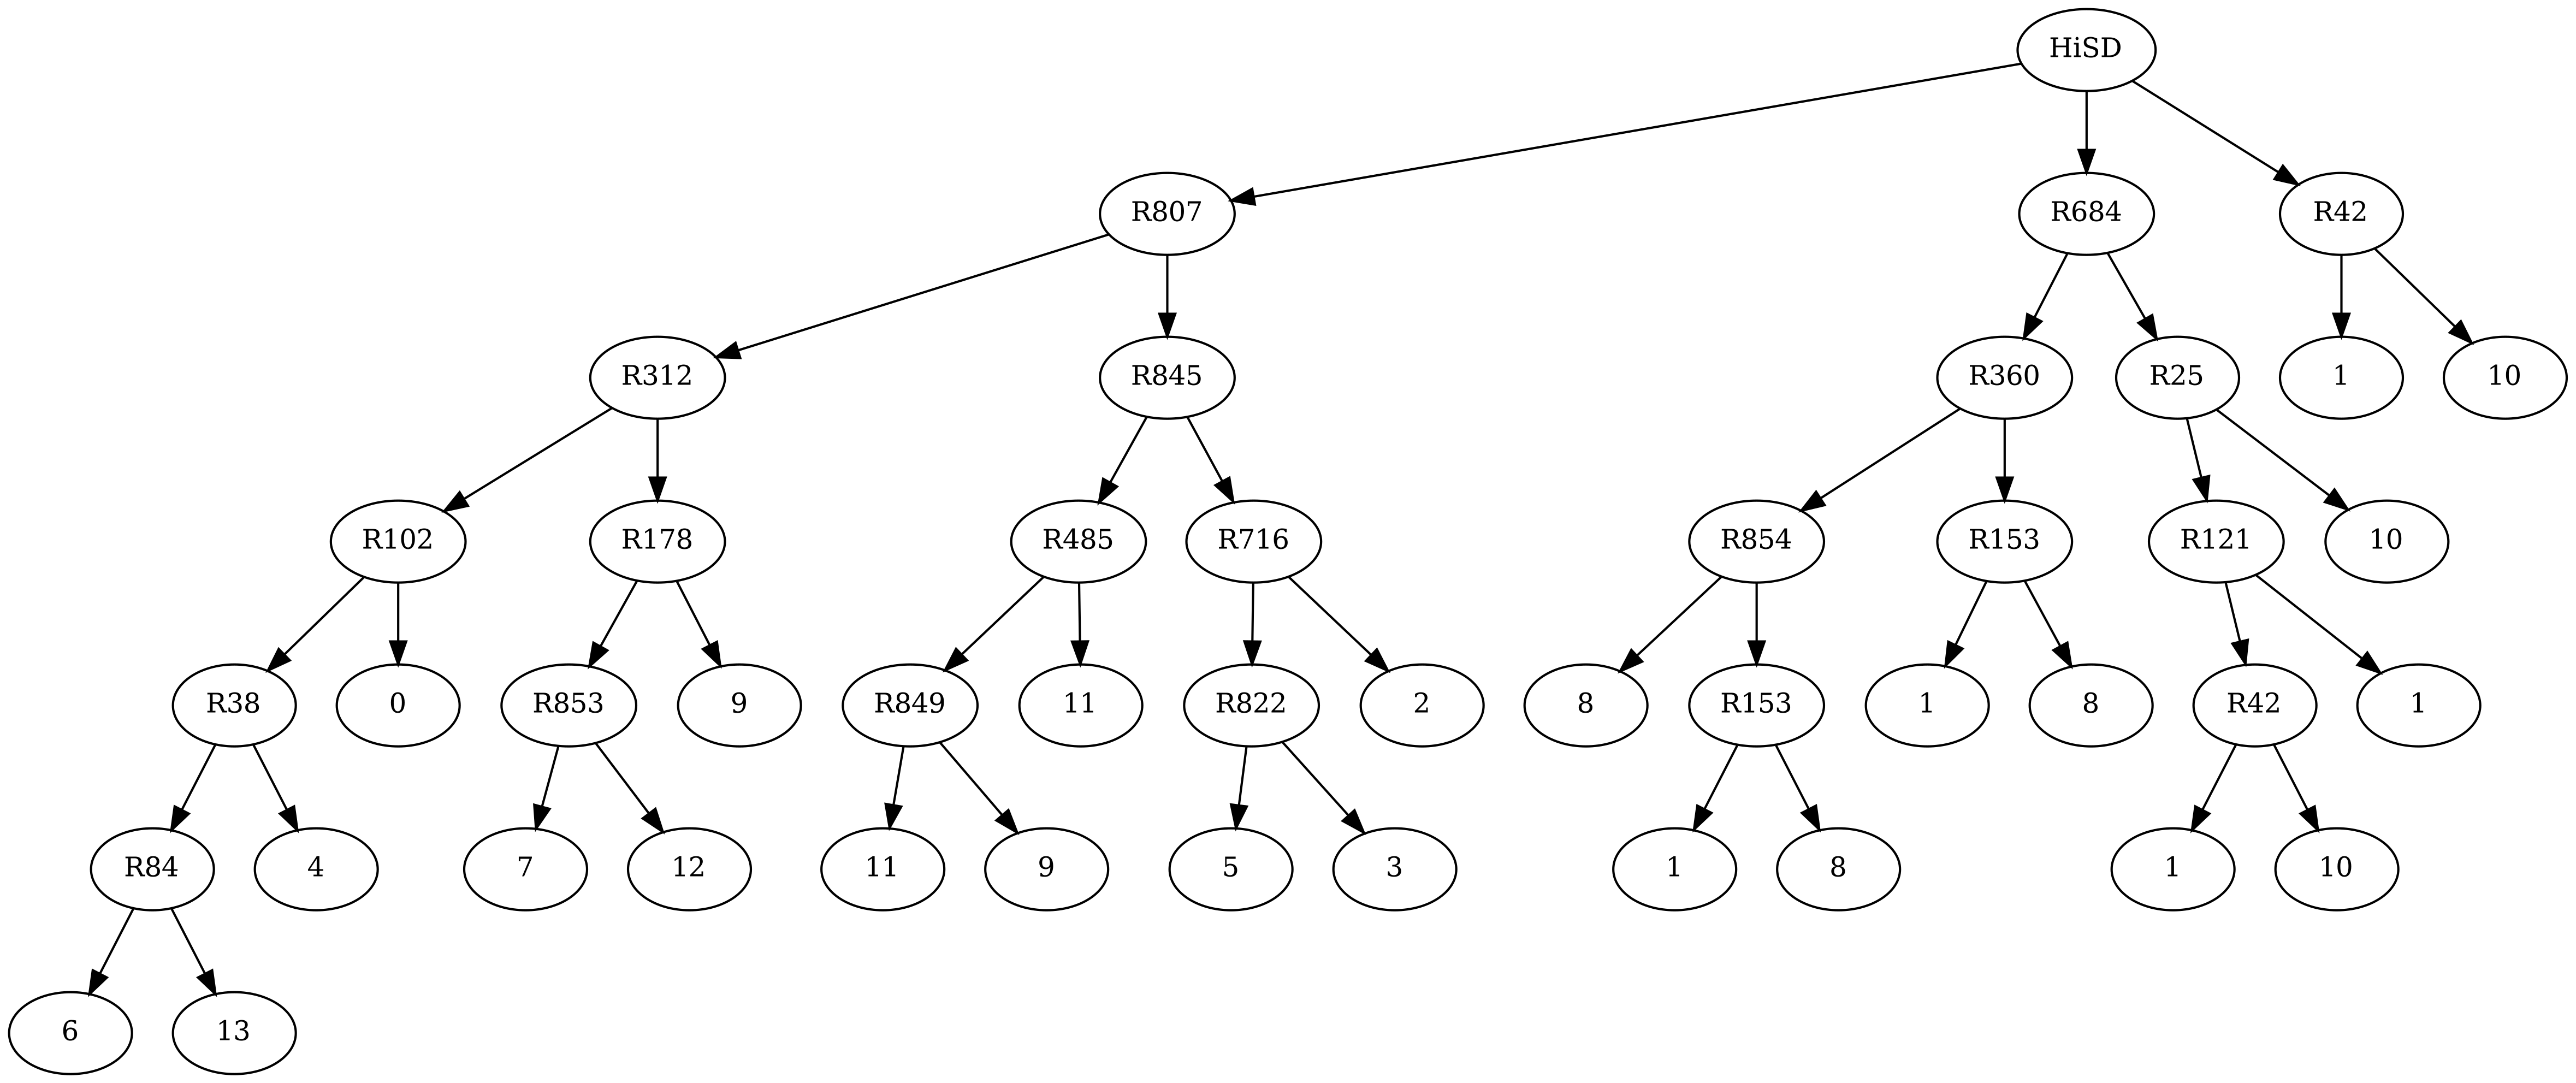 HiSD
R807 R684 R42
R312 R845 R360 R25 1 10
R102 R178 R485 R716 R854 R153 R121 10
R38 0 R853 9 R849 11 R822 2 8 R153 1 8 R42 1
R84 4 7 12 11 9 5 3 1 8 1 10
6 13